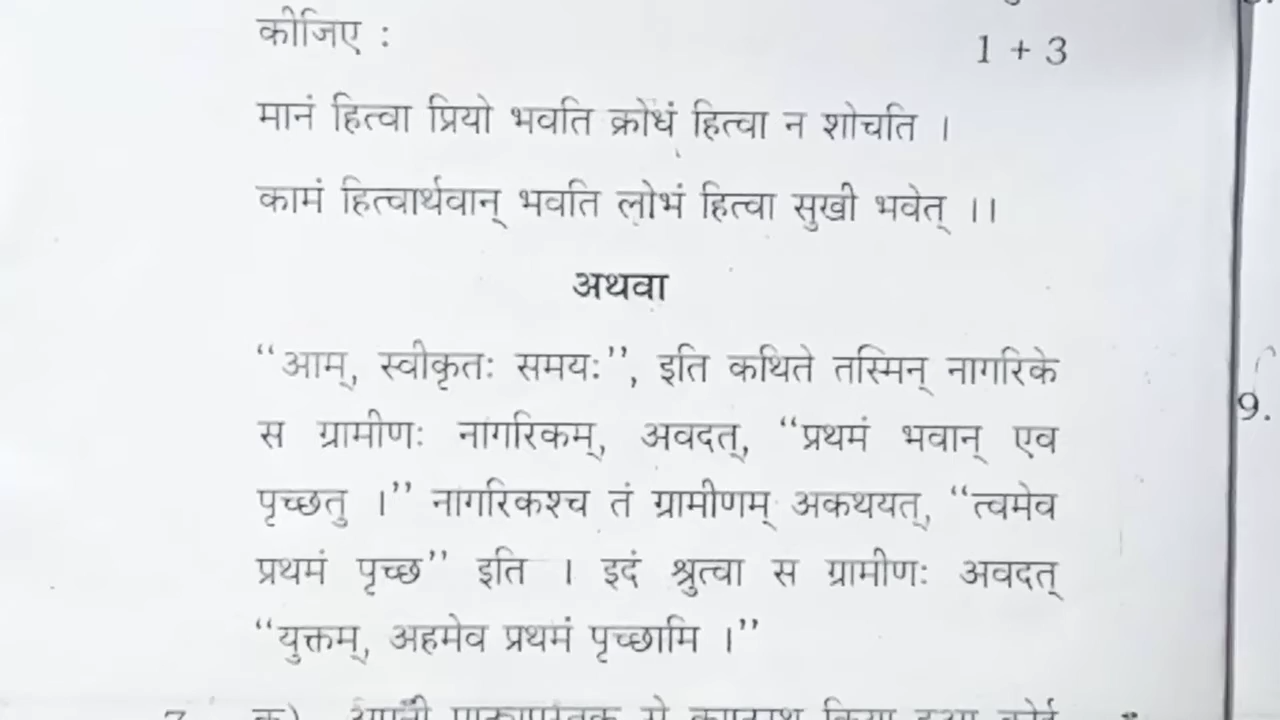 कीजिए :
1 + 3
मानं हित्वा प्रियो भवति क्रोधं हित्वा न शोचति ।
कामं हित्वार्थवान् भवति लोभं हित्वा सुखी भवेत् ।।
अथवा
“आम्, स्वीकृतः समयः”, इति कथिते तस्मिन् नागरिके
स ग्रामीणः नागरिकम्, अवदत्, “प्रथमं भवान् एव
पृच्छतु ।” नागरिकश्च तं ग्रामीणम् अकथयत्, “त्वमेव
प्रथमं पृच्छ” इति । इदं श्रुत्वा स ग्रामीणः अवदत्
“युक्तम्, अहमेव प्रथमं पृच्छामि ।”
9.